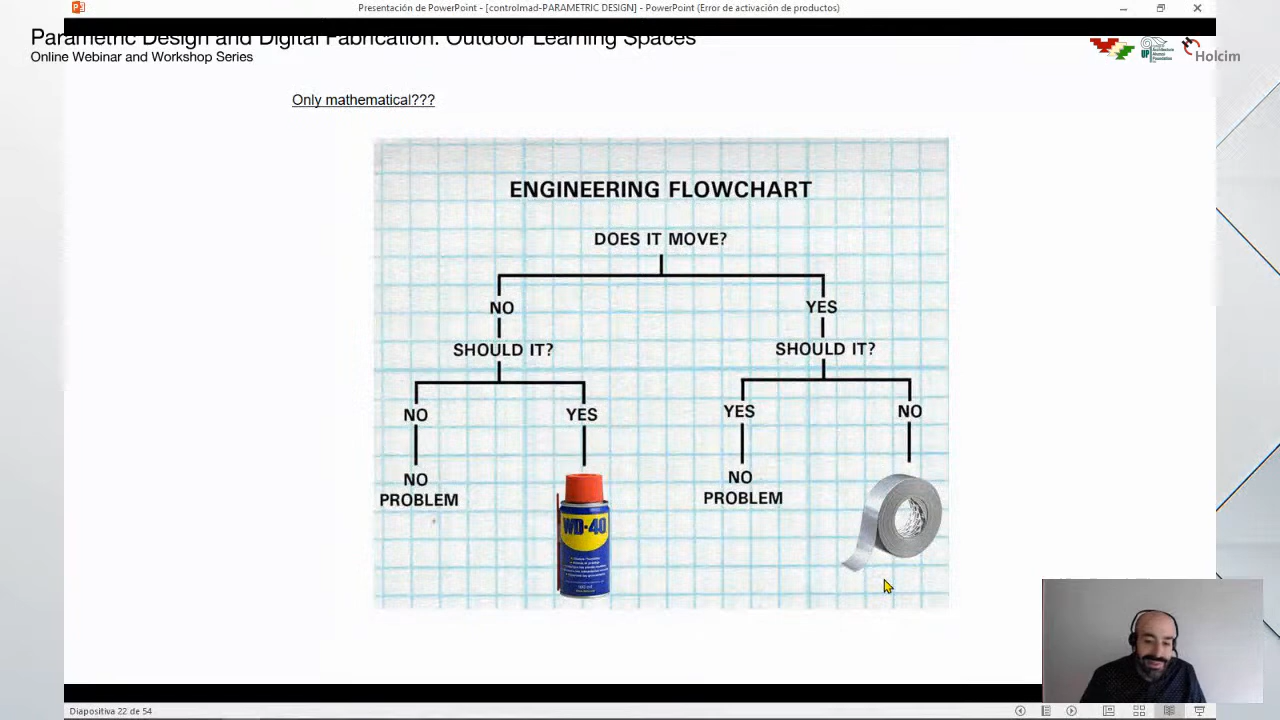 Presentación de PowerPoint - [controlmad-PARAMETRIC DESIGN] - PowerPoint (Error de activación de productos)
Parametric Design and Digital Fabrication: Outdoor Learning Spaces
Online Webinar and Workshop Series
UP
Holcim
Only mathematical???
ENGINEERING FLOWCHART
DOES IT MOVE?
NO
YES
SHOULD IT?
SHOULD IT?
NO
YES
YES
NO
NO
PROBLEM
NO
PROBLEM
WD-40
Diapositiva 22 de 54